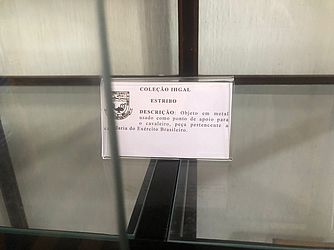 COLEÇÃO IHGAL
ESTRIBO
DESCRIÇÃO: Objeto em metal
usado como ponto de apoio para
o cavaleiro, peça pertencente a
cavalaria do Exército Brasileiro.